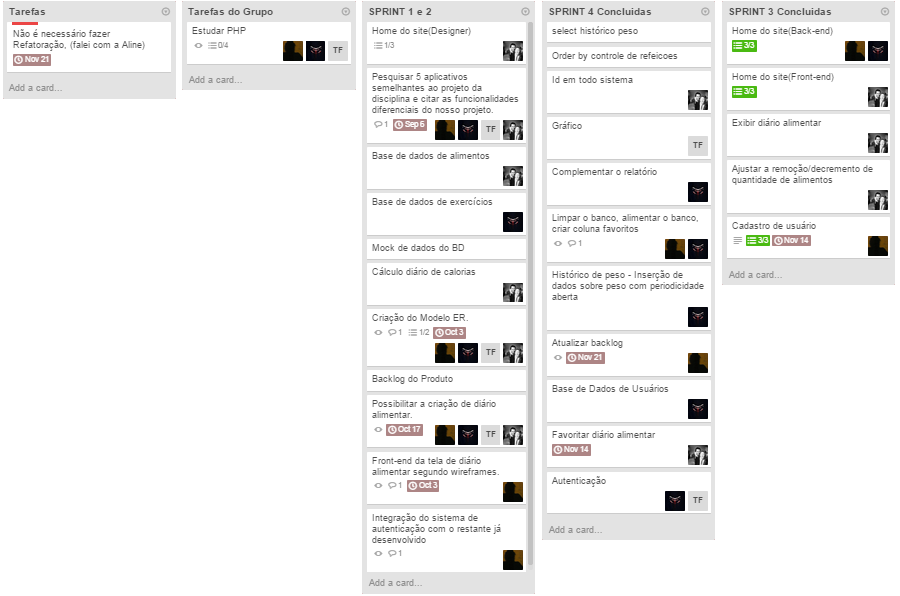 Tarefas
Não é necessário fazer
Refatoração, (falei com a Aline)
Nov 21
Add a card...
Tarefas do Grupo
Estudar PHP
0/4
TF
Add a card...
SPRINT 1 e 2
Home do site(Designer)
1/3
Pesquisar 5 aplicativos
semelhantes ao projeto da
disciplina e citar as funcionalidades
diferenciais do nosso projeto.
1 Sep 6
TF
Base de dados de alimentos
Base de dados de exercícios
Mock de dados do BD
Cálculo diário de calorias
Criação do Modelo ER.
1 1/2 Oct 3
TF
Backlog do Produto
Possibilitar a criação de diário
alimentar.
Oct 17
TF
Front-end da tela de diário
alimentar segundo wireframes.
1 Oct 3
Integração do sistema de
autenticação com o restante já
desenvolvido
1
Add a card...
SPRINT 4 Concluidas
select histórico peso
Order by controle de refeicoes
Id em todo sistema
Gráfico
TF
Complementar o relatório
Limpar o banco, alimentar o banco,
criar coluna favoritos
1
Histórico de peso - Inserção de
dados sobre peso com periodicidade
aberta
Atualizar backlog
Nov 21
Base de Dados de Usuários
Favoritar diário alimentar
Nov 14
Autenticação
TF
Add a card...
SPRINT 3 Concluidas
Home do site(Back-end)
3/3
Home do site(Front-end)
3/3
Exibir diário alimentar
Ajustar a remoção/decremento de
quantidade de alimentos
Cadastro de usuário
3/3 Nov 14
Add a card...